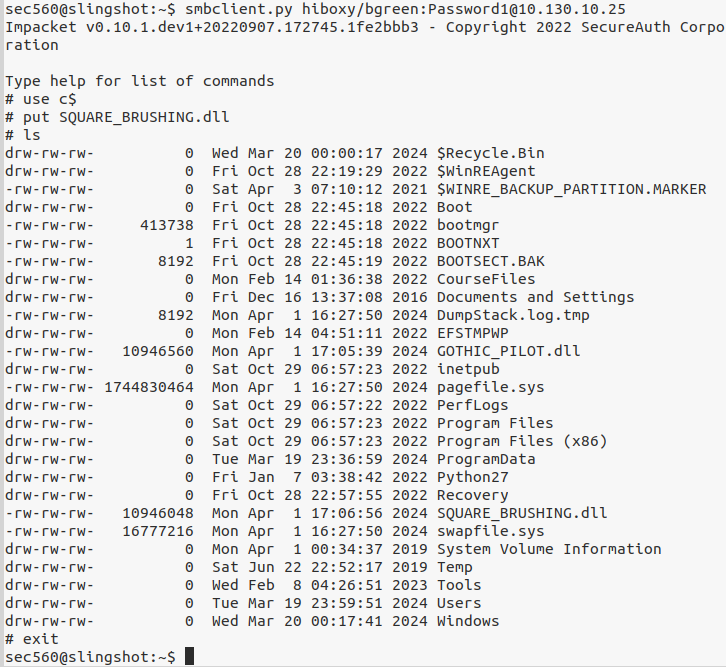 sec560@slingshot:~$ smbclient.py hiboxy/bgreen:Password1@10.130.10.25
Impacket v0.10.1.dev1+20220907.172745.1fe2bbb3 - Copyright 2022 SecureAuth Corpo
ration

Type help for list of commands
# use c$
# put SQUARE_BRUSHING.dll
# ls
drw-rw-rw-          0  Wed Mar 20 00:00:17 2024 $Recycle.Bin
drw-rw-rw-          0  Fri Oct 28 22:19:29 2022 $WinREAgent
-rw-rw-rw-          0  Sat Apr  3 07:10:12 2021 $WINRE_BACKUP_PARTITION.MARKER
drw-rw-rw-          0  Fri Oct 28 22:45:18 2022 Boot
-rw-rw-rw-     413738  Fri Oct 28 22:45:18 2022 bootmgr
-rw-rw-rw-          1  Fri Oct 28 22:45:18 2022 BOOTNXT
-rw-rw-rw-       8192  Fri Oct 28 22:45:19 2022 BOOTSECT.BAK
drw-rw-rw-          0  Mon Feb 14 01:36:38 2022 CourseFiles
drw-rw-rw-          0  Fri Dec 16 13:37:08 2016 Documents and Settings
-rw-rw-rw-       8192  Mon Apr  1 16:27:50 2024 DumpStack.log.tmp
drw-rw-rw-          0  Mon Feb 14 04:51:11 2022 EFSTMPWP
-rw-rw-rw-   10946560  Mon Apr  1 17:05:39 2024 GOTHIC_PILOT.dll
drw-rw-rw-          0  Sat Oct 29 06:57:23 2022 inetpub
-rw-rw-rw- 1744830464  Mon Apr  1 16:27:50 2024 pagefile.sys
drw-rw-rw-          0  Sat Oct 29 06:57:22 2022 PerfLogs
drw-rw-rw-          0  Sat Oct 29 06:57:23 2022 Program Files
drw-rw-rw-          0  Sat Oct 29 06:57:23 2022 Program Files (x86)
drw-rw-rw-          0  Tue Mar 19 23:36:59 2024 ProgramData
drw-rw-rw-          0  Fri Jan  7 03:38:42 2022 Python27
drw-rw-rw-          0  Fri Oct 28 22:57:55 2022 Recovery
-rw-rw-rw-   10946048  Mon Apr  1 17:06:56 2024 SQUARE_BRUSHING.dll
-rw-rw-rw-   16777216  Mon Apr  1 16:27:50 2024 swapfile.sys
drw-rw-rw-          0  Mon Apr  1 00:34:37 2019 System Volume Information
drw-rw-rw-          0  Sat Jun 22 22:52:17 2019 Temp
drw-rw-rw-          0  Wed Feb  8 04:26:51 2023 Tools
drw-rw-rw-          0  Tue Mar 19 23:59:51 2024 Users
drw-rw-rw-          0  Wed Mar 20 00:17:41 2024 Windows
# exit
sec560@slingshot:~$